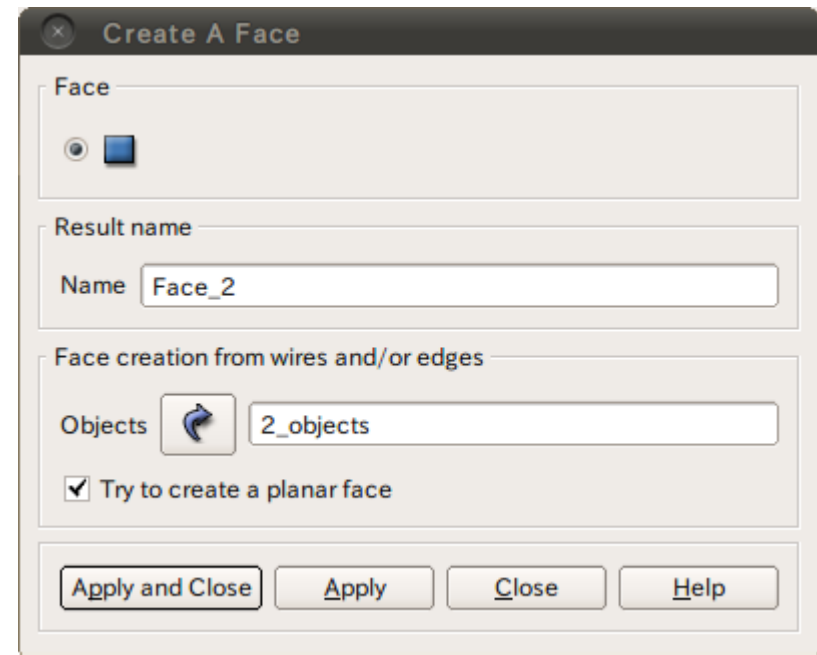 Create A Face
Face
Result name
Name Face_2
Face creation from wires and/or edges
Objects 2_objects
Try to create a planar face
Apply and Close Apply Close Help